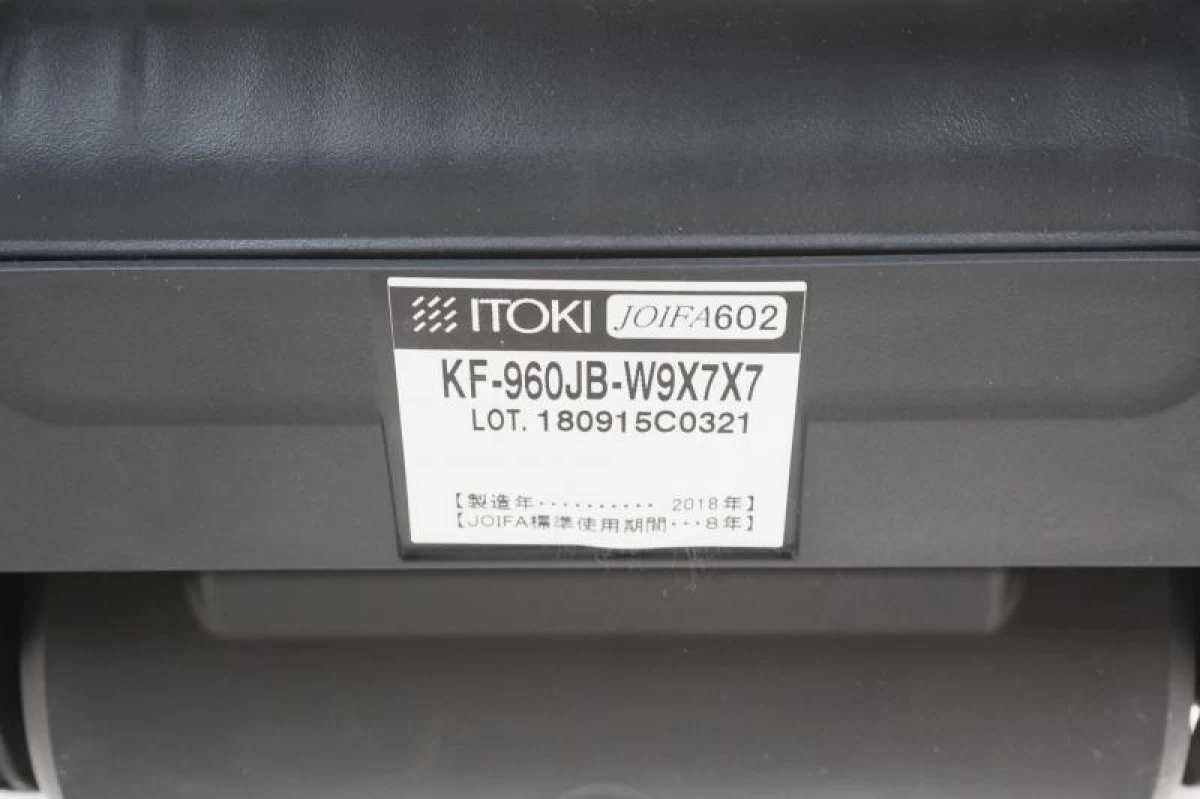 ITOKI JOIFA602
KF-960JB-W9X7X7
LOT. 180915C0321
【製造年‥‥‥‥‥ 2018年】
【JOIFA標準使用期間…8年】